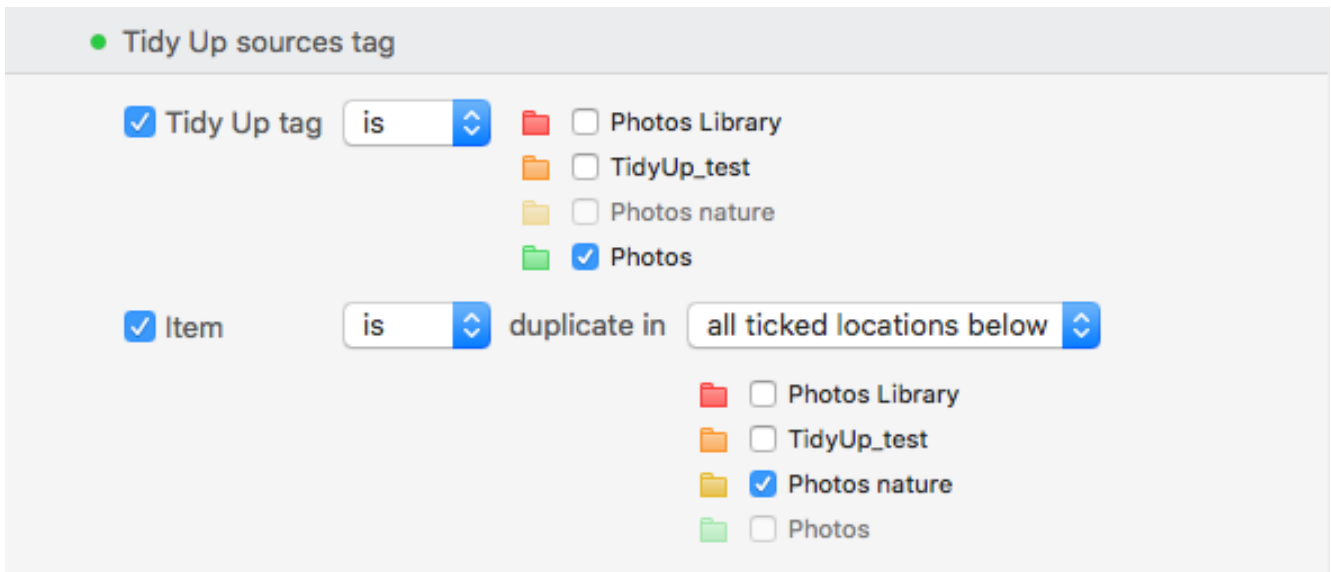 Tidy Up sources tag
Tidy Up tag is Photos Library
TidyUp_test
Photos nature
Photos
Item is duplicate in all ticked locations below
Photos Library
TidyUp_test
Photos nature
Photos